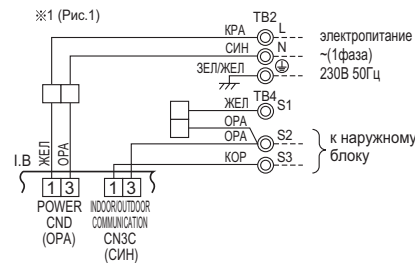 ※1 (Рис.1)
TB2
КРА
L
электропитание
СИН
N
~(1фаза)
ЗЕЛ/ЖЕЛ
230В 50Гц
TB4
ЖЕЛ
S1
ОРА
ОРА
S2
к наружному
блоку
КОР
S3
I.B
ЖЕЛ
ОРА
1 3
1 3
POWER
CND
(ОРА)
INDOOR/OUTDOOR
COMMUNICATION
CN3C
(СИН)